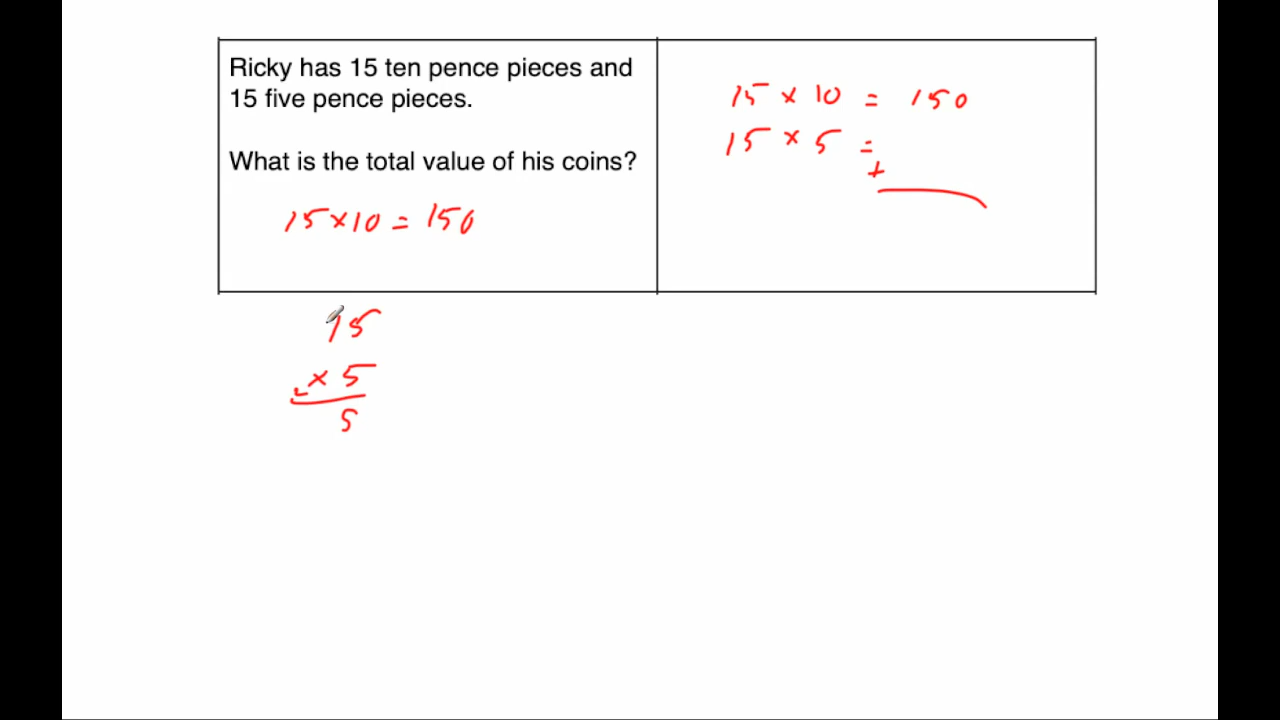 Ricky has 15 ten pence pieces and
15 five pence pieces.
What is the total value of his coins?
15 × 10 = 150
15 × 10 = 150
15 × 5 =
+
15
× 5
2
5